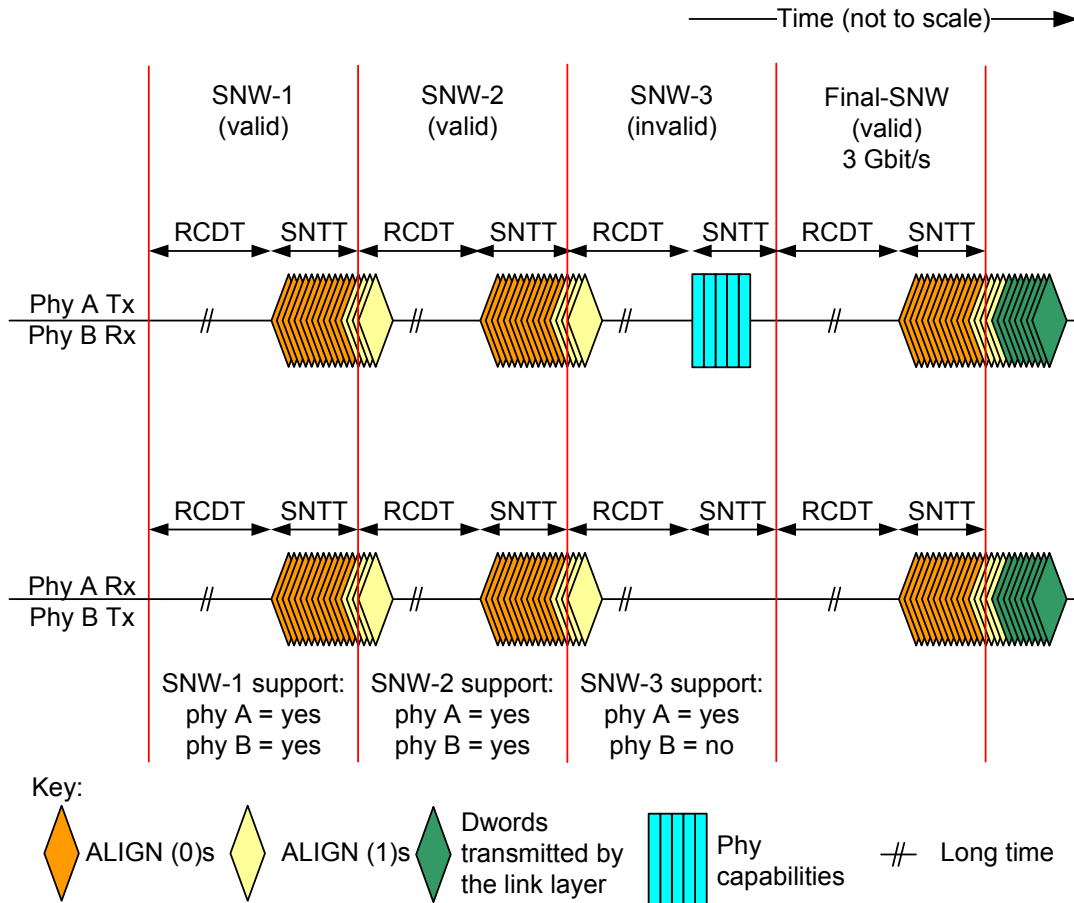 Time (not to scale)
SNW-1
(valid)
SNW-2
(valid)
SNW-3
(invalid)
Final-SNW
(valid)
3 Gbit/s
RCDT SNTT RCDT SNTT RCDT SNTT RCDT SNTT
Phy A Tx
Phy B Rx
RCDT SNTT RCDT SNTT RCDT SNTT RCDT SNTT
Phy A Rx
Phy B Tx
SNW-1 support:
phy A = yes
phy B = yes
SNW-2 support:
phy A = yes
phy B = yes
SNW-3 support:
phy A = yes
phy B = no
Key:
ALIGN (0)s
ALIGN (1)s
Dwords
transmitted by
the link layer
Phy
capabilities
Long time